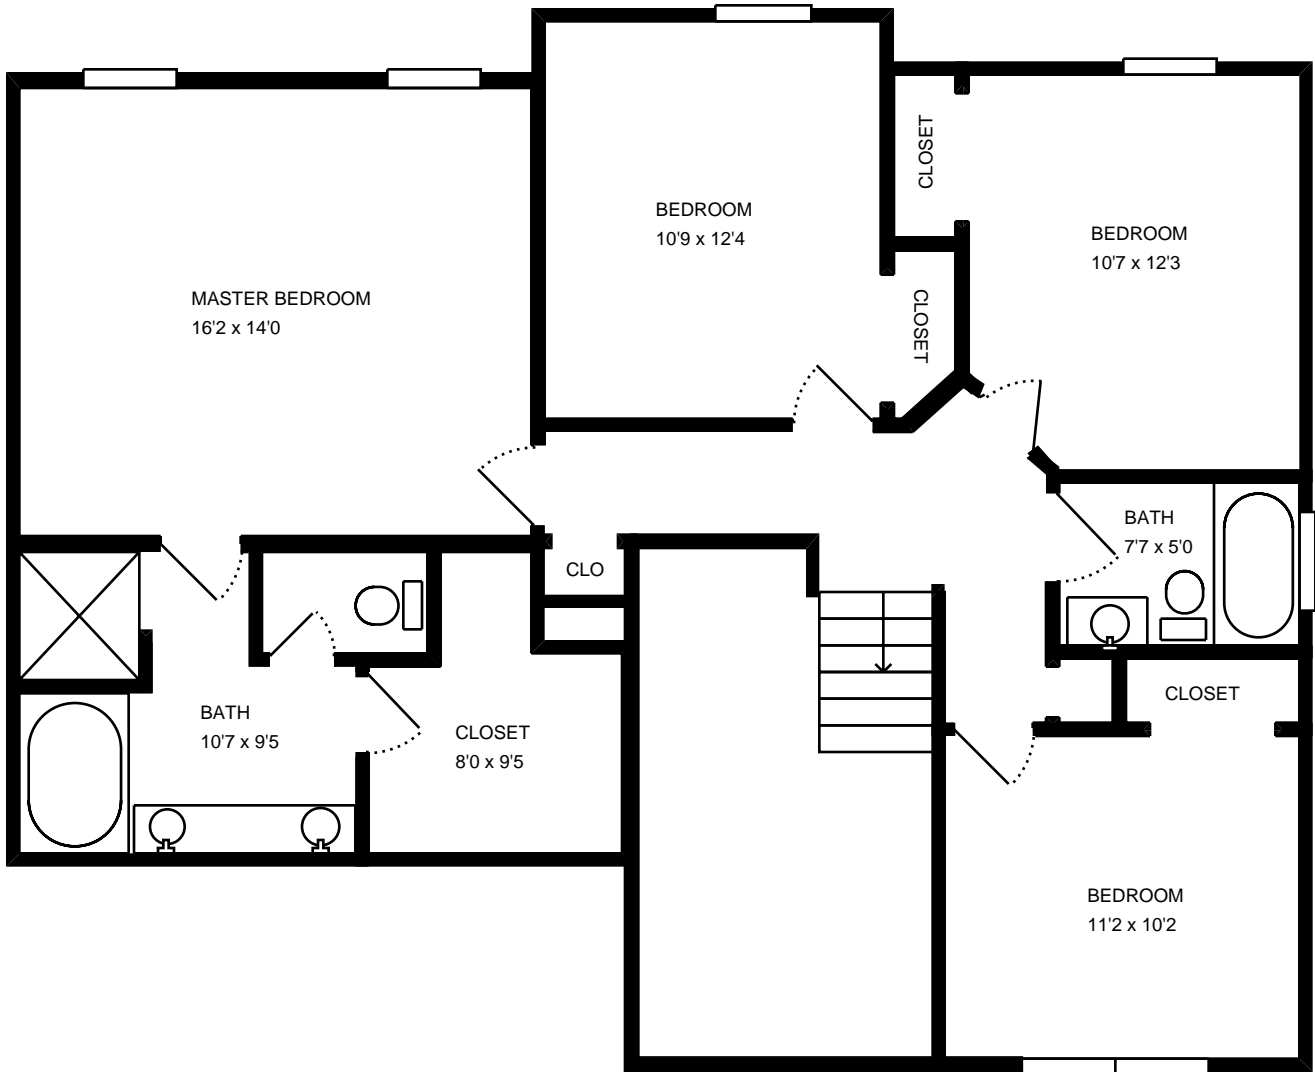 CLOSET
BEDROOM
10'9 x 12'4
BEDROOM
10'7 x 12'3
MASTER BEDROOM
16'2 x 14'0
CLOSET
BATH
7'7 x 5'0
CLO
CLOSET
BATH
10'7 x 9'5
CLOSET
8'0 x 9'5
BEDROOM
11'2 x 10'2